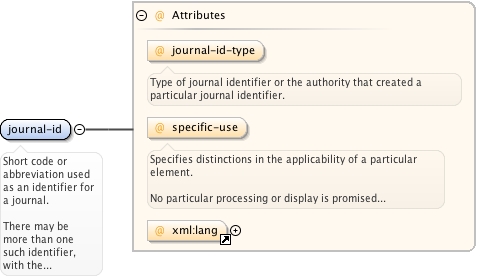 @ Attributes
@ journal-id-type
Type of journal identifier or the authority that created a
particular journal identifier.
journal-id
@ specific-use
Specifies distinctions in the applicability of a particular
element.
No particular processing or display is promised...
@ xml:lang
Short code or
abbreviation used
as an identifier for
a journal.
There may be
more than one
such identifier,
with the...